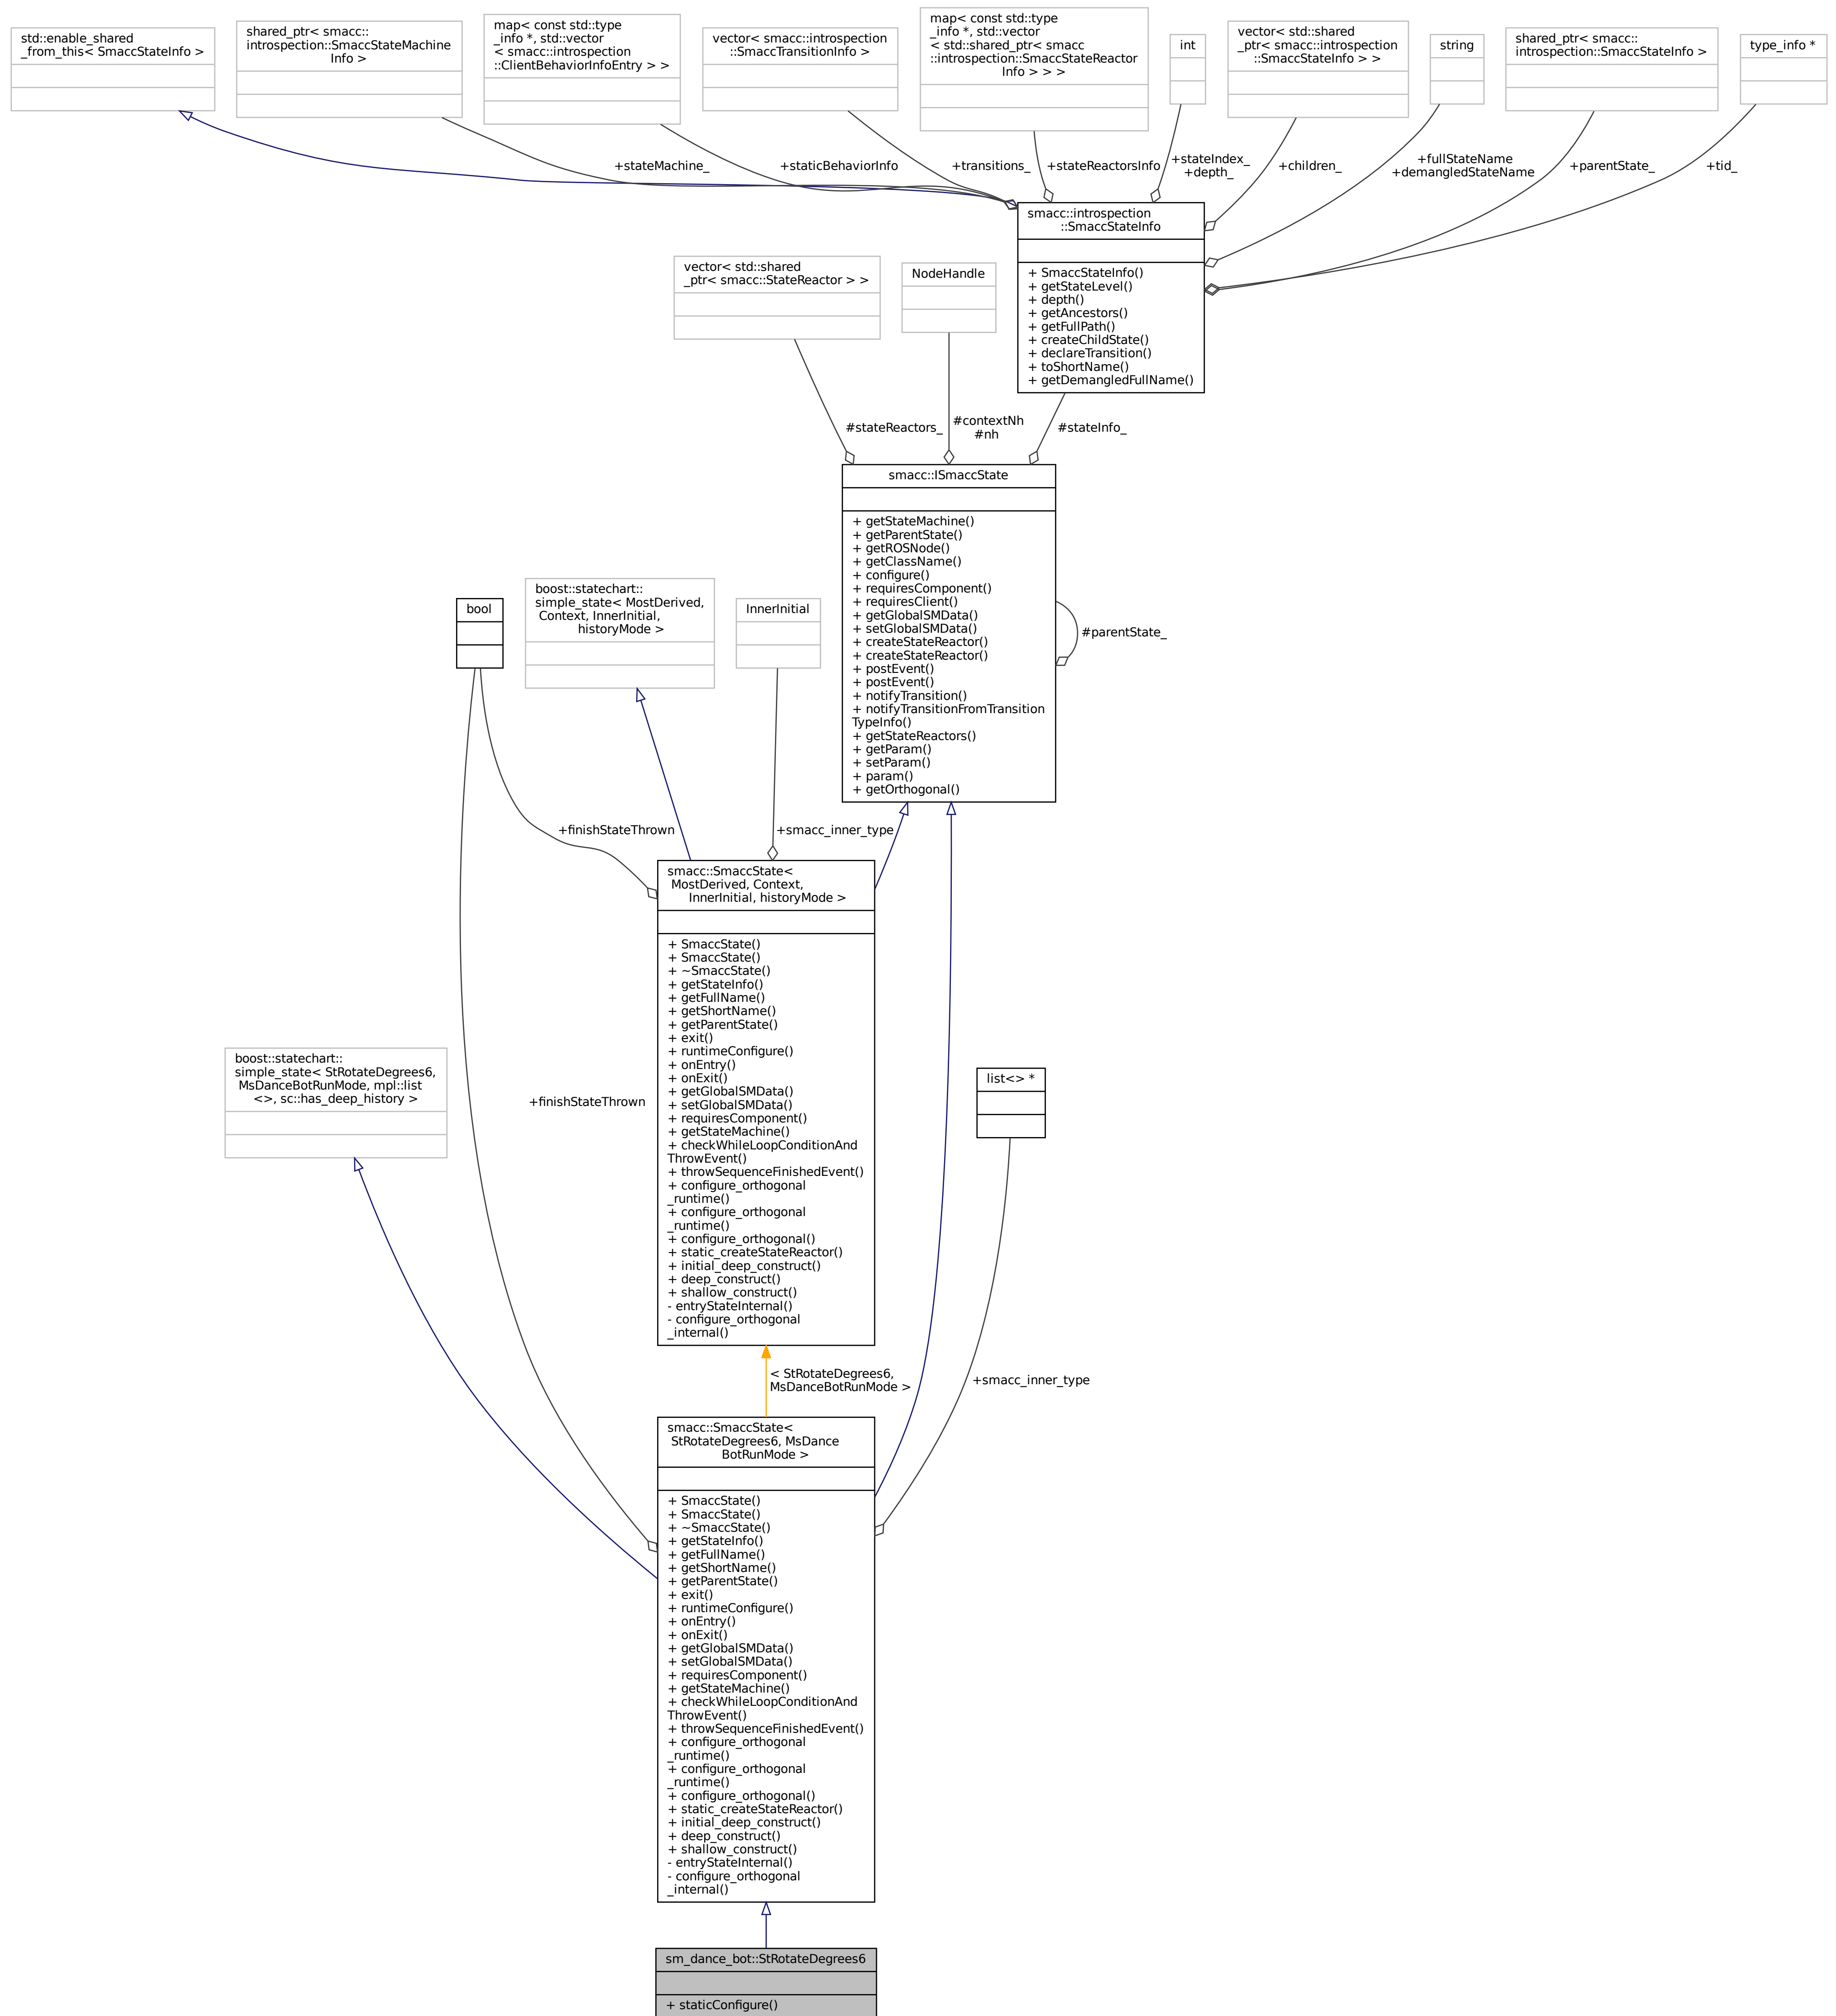 std::enable_shared
_from_this< SmaccStateInfo >
shared_ptr< smacc::
introspection::SmaccStateMachine
Info >
map< const std::type
_info *, std::vector
< smacc::introspection
::ClientBehaviorInfoEntry > >
vector< smacc::introspection
::SmaccTransitionInfo >
map< const std::type
_info *, std::vector
< std::shared_ptr< smacc
::introspection::SmaccStateReactor
Info > > >
int
vector< std::shared
_ptr< smacc::introspection
::SmaccStateInfo > >
string
shared_ptr< smacc::
introspection::SmaccStateInfo >
type_info *
+stateMachine_
+staticBehaviorInfo
+transitions_
+stateReactorsInfo
+stateIndex_
+depth_
+children_
+fullStateName
+demangledStateName
+parentState_
+tid_
smacc::introspection
::SmaccStateInfo
+ SmaccStateInfo()
+ getStateLevel()
+ depth()
+ getAncestors()
+ getFullPath()
+ createChildState()
+ declareTransition()
+ toShortName()
+ getDemangledFullName()
vector< std::shared
_ptr< smacc::StateReactor > >
NodeHandle
#stateReactors_
#contextNh
#nh
#stateInfo_
smacc::ISmaccState
+ getStateMachine()
+ getParentState()
+ getROSNode()
+ getClassName()
+ configure()
+ requiresComponent()
+ requiresClient()
+ getGlobalSMData()
+ setGlobalSMData()
+ createStateReactor()
+ createStateReactor()
+ postEvent()
+ postEvent()
+ notifyTransition()
+ notifyTransitionFromTransition
TypeInfo()
+ getStateReactors()
+ getParam()
+ setParam()
+ param()
+ getOrthogonal()
#parentState_
bool
boost::statechart::
simple_state< MostDerived,
Context, InnerInitial,
historyMode >
InnerInitial
+finishStateThrown
+smacc_inner_type
smacc::SmaccState<
MostDerived, Context,
InnerInitial, historyMode >
+ SmaccState()
+ SmaccState()
+ ~SmaccState()
+ getStateInfo()
+ getFullName()
+ getShortName()
+ getParentState()
+ exit()
+ runtimeConfigure()
+ onEntry()
+ onExit()
+ getGlobalSMData()
+ setGlobalSMData()
+ requiresComponent()
+ getStateMachine()
+ checkWhileLoopConditionAnd
ThrowEvent()
+ throwSequenceFinishedEvent()
+ configure_orthogonal
_runtime()
+ configure_orthogonal
_runtime()
+ configure_orthogonal()
+ static_createStateReactor()
+ initial_deep_construct()
+ deep_construct()
+ shallow_construct()
- entryStateInternal()
- configure_orthogonal
_internal()
boost::statechart::
simple_state< StRotateDegrees6,
MsDanceBotRunMode, mpl::list
<>, sc::has_deep_history >
+finishStateThrown
list<> *
< StRotateDegrees6,
MsDanceBotRunMode >
+smacc_inner_type
smacc::SmaccState<
StRotateDegrees6, MsDance
BotRunMode >
+ SmaccState()
+ SmaccState()
+ ~SmaccState()
+ getStateInfo()
+ getFullName()
+ getShortName()
+ getParentState()
+ exit()
+ runtimeConfigure()
+ onEntry()
+ onExit()
+ getGlobalSMData()
+ setGlobalSMData()
+ requiresComponent()
+ getStateMachine()
+ checkWhileLoopConditionAnd
ThrowEvent()
+ throwSequenceFinishedEvent()
+ configure_orthogonal
_runtime()
+ configure_orthogonal
_runtime()
+ configure_orthogonal()
+ static_createStateReactor()
+ initial_deep_construct()
+ deep_construct()
+ shallow_construct()
- entryStateInternal()
- configure_orthogonal
_internal()
sm_dance_bot::StRotateDegrees6
+ staticConfigure()